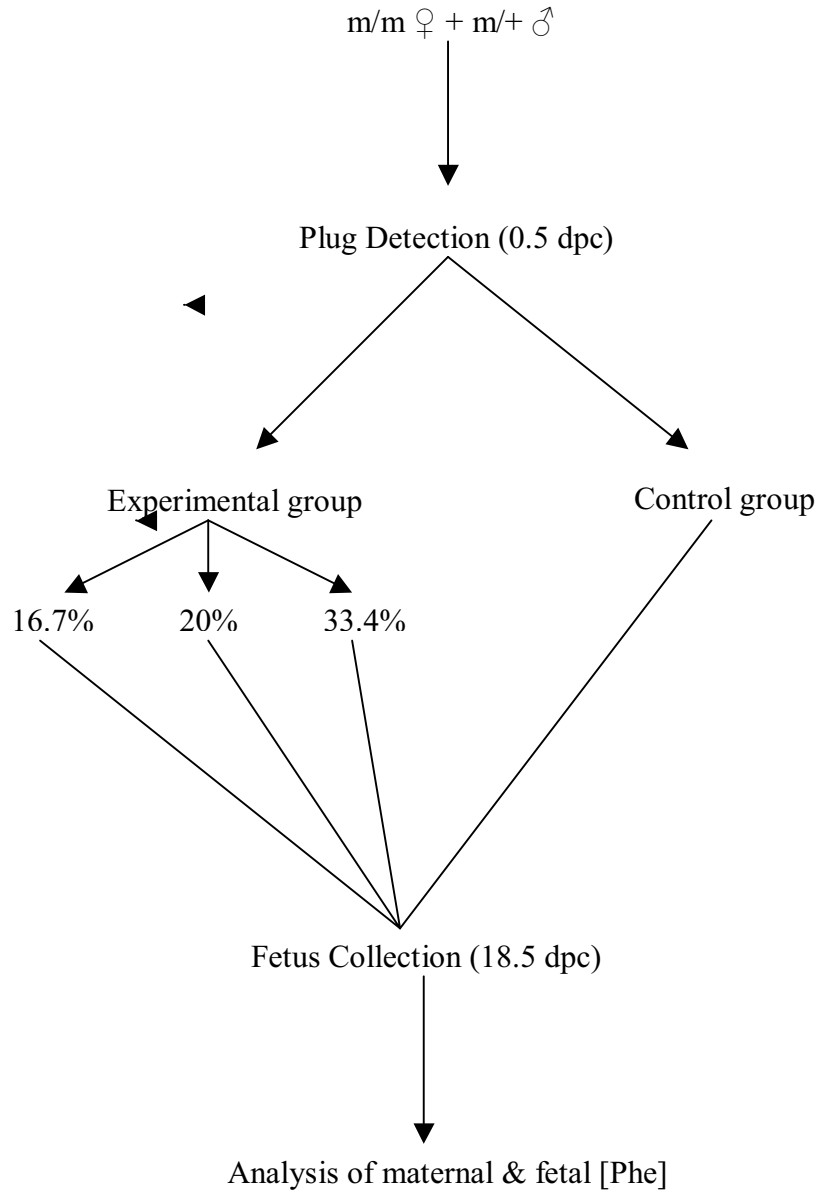 m/m ♀ + m/+ ♂
Plug Detection (0.5 dpc)
Experimental group
Control group
16.7%
20%
33.4%
Fetus Collection (18.5 dpc)
Analysis of maternal & fetal [Phe]